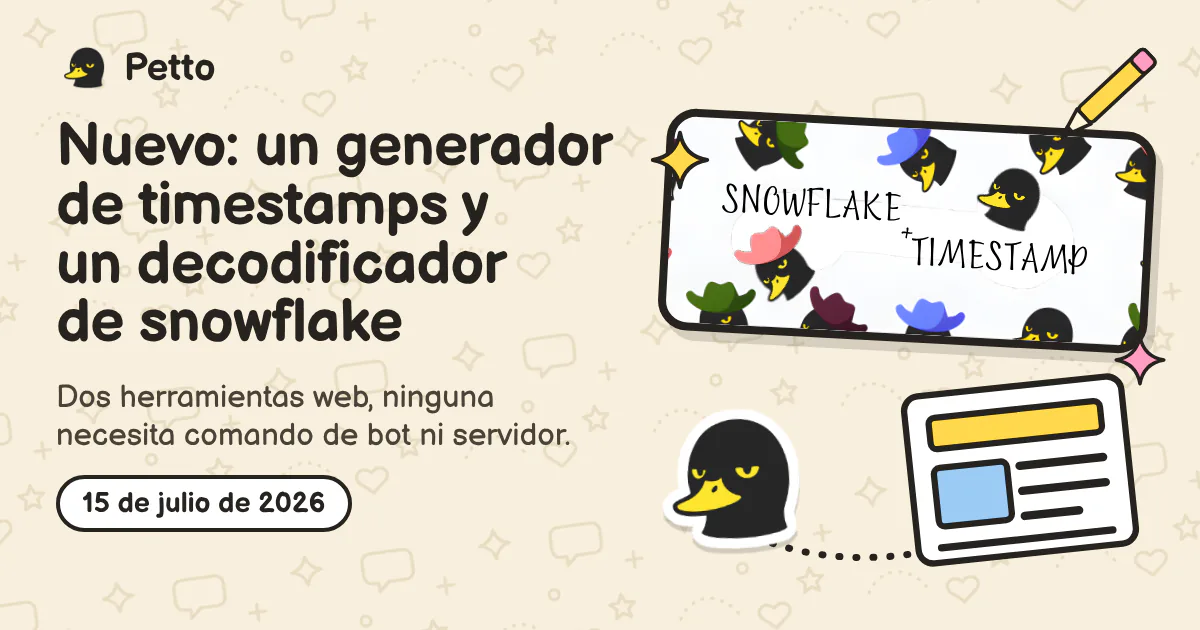 Petto
Nuevo: un generador
de timestamps y
un decodificador
de snowflake
Dos herramientas web, ninguna
necesita comando de bot ni servidor.
15 de julio de 2026
SNOWFLAKE
+
TIMESTAMP